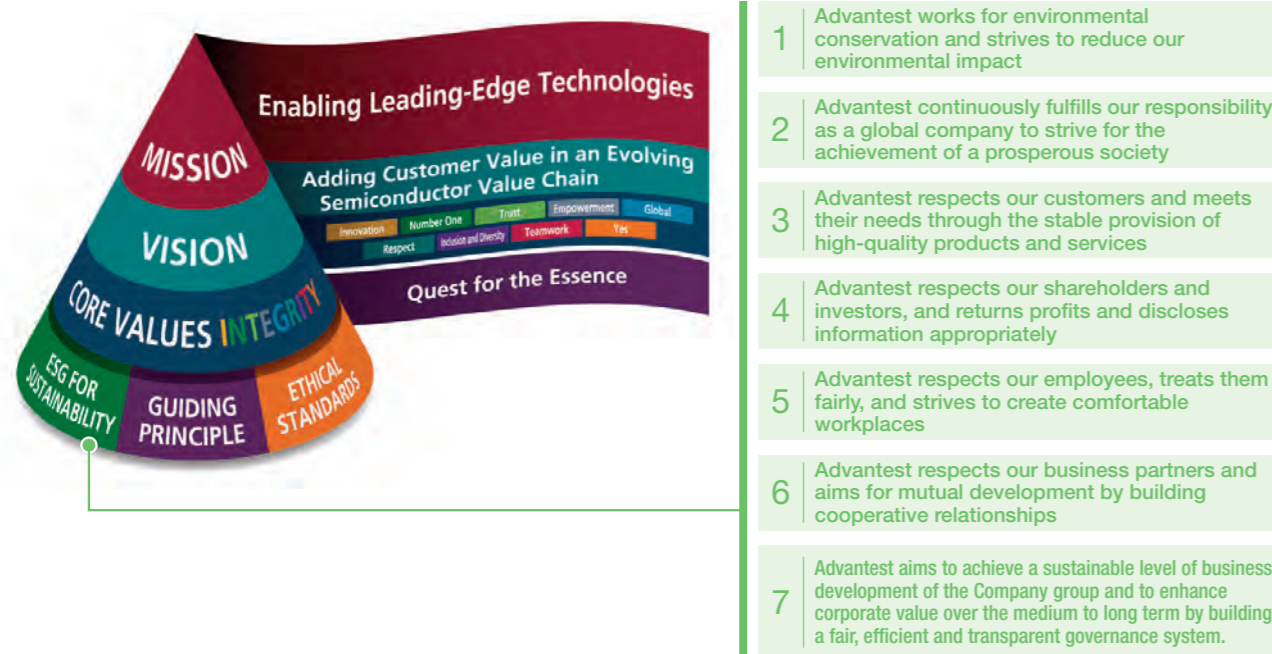 MISSION
VISION
CORE VALUES INTEGRITY
ESG FOR
SUSTAINABILITY
GUIDING
PRINCIPLE
ETHICAL
STANDARDS
Enabling Leading-Edge Technologies
Adding Customer Value in an Evolving
Semiconductor Value Chain
Innovation Number One Trust Empowerment Global
Respect Inclusion and Diversity Teamwork Yes
Quest for the Essence
1
Advantest works for environmental
conservation and strives to reduce our
environmental impact
2
Advantest continuously fulfills our responsibility
as a global company to strive for the
achievement of a prosperous society
3
Advantest respects our customers and meets
their needs through the stable provision of
high-quality products and services
4
Advantest respects our shareholders and
investors, and returns profits and discloses
information appropriately
5
Advantest respects our employees, treats them
fairly, and strives to create comfortable
workplaces
6
Advantest respects our business partners and
aims for mutual development by building
cooperative relationships
7
Advantest aims to achieve a sustainable level of business
development of the Company group and to enhance
corporate value over the medium to long term by building
a fair, efficient and transparent governance system.